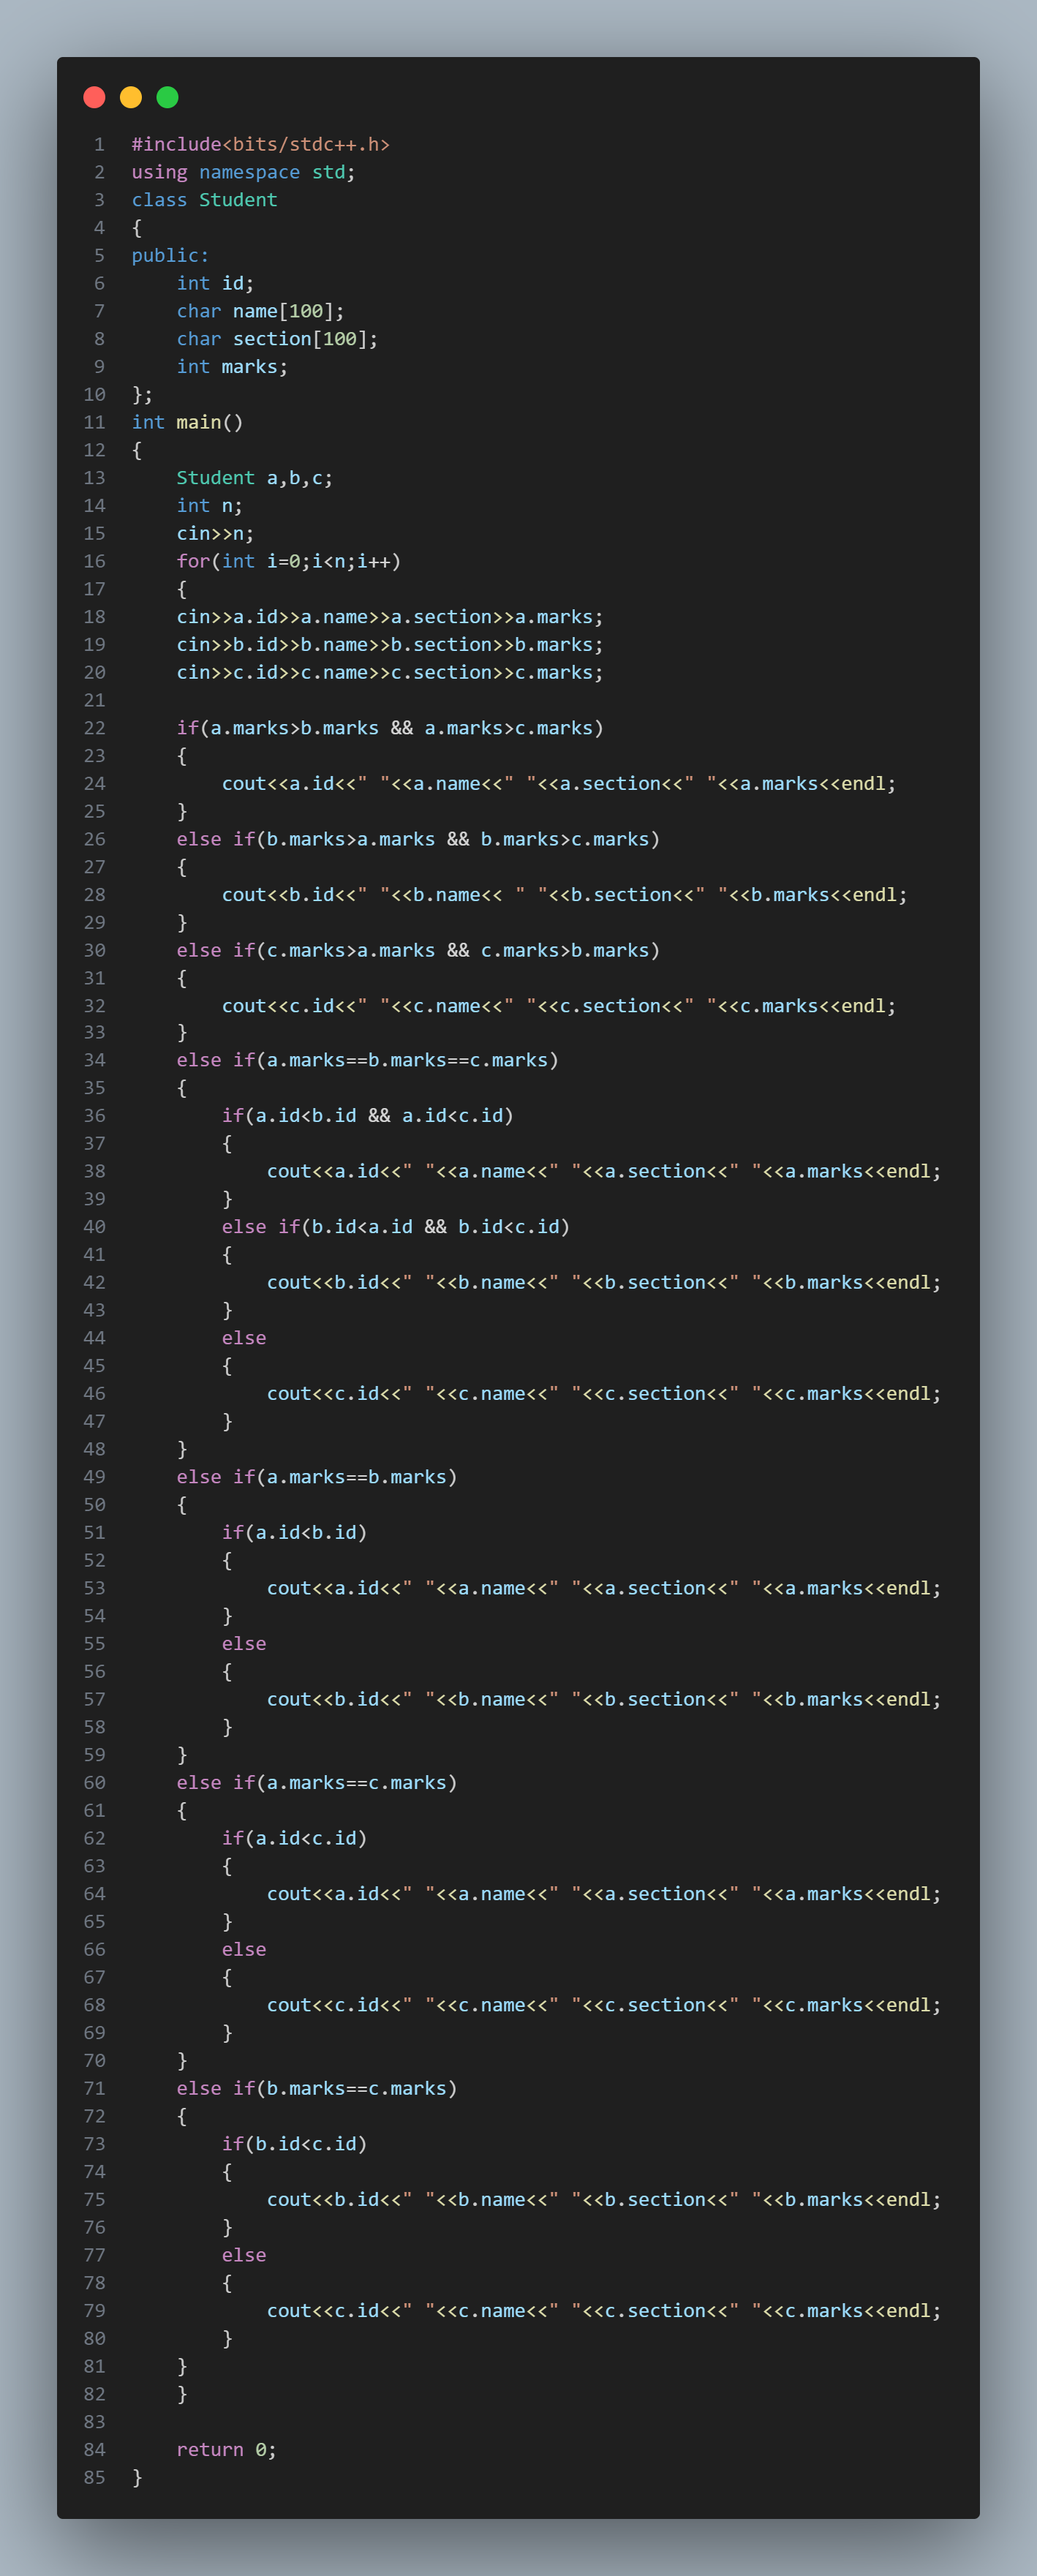 1 #include<bits/stdc++.h>
2 using namespace std;
3 class Student
4 {
5 public:
6     int id;
7     char name[100];
8     char section[100];
9     int marks;
10 };
11 int main()
12 {
13     Student a,b,c;
14     int n;
15     cin>>n;
16     for(int i=0;i<n;i++)
17     {
18     cin>>a.id>>a.name>>a.section>>a.marks;
19     cin>>b.id>>b.name>>b.section>>b.marks;
20     cin>>c.id>>c.name>>c.section>>c.marks;
21
22     if(a.marks>b.marks && a.marks>c.marks)
23     {
24         cout<<a.id<<" "<<a.name<<" "<<a.section<<" "<<a.marks<<endl;
25     }
26     else if(b.marks>a.marks && b.marks>c.marks)
27     {
28         cout<<b.id<<" "<<b.name<< " "<<b.section<<" "<<b.marks<<endl;
29     }
30     else if(c.marks>a.marks && c.marks>b.marks)
31     {
32         cout<<c.id<<" "<<c.name<<" "<<c.section<<" "<<c.marks<<endl;
33     }
34     else if(a.marks==b.marks==c.marks)
35     {
36         if(a.id<b.id && a.id<c.id)
37         {
38             cout<<a.id<<" "<<a.name<<" "<<a.section<<" "<<a.marks<<endl;
39         }
40         else if(b.id<a.id && b.id<c.id)
41         {
42             cout<<b.id<<" "<<b.name<<" "<<b.section<<" "<<b.marks<<endl;
43         }
44         else
45         {
46             cout<<c.id<<" "<<c.name<<" "<<c.section<<" "<<c.marks<<endl;
47         }
48     }
49     else if(a.marks==b.marks)
50     {
51         if(a.id<b.id)
52         {
53             cout<<a.id<<" "<<a.name<<" "<<a.section<<" "<<a.marks<<endl;
54         }
55         else
56         {
57             cout<<b.id<<" "<<b.name<<" "<<b.section<<" "<<b.marks<<endl;
58         }
59     }
60     else if(a.marks==c.marks)
61     {
62         if(a.id<c.id)
63         {
64             cout<<a.id<<" "<<a.name<<" "<<a.section<<" "<<a.marks<<endl;
65         }
66         else
67         {
68             cout<<c.id<<" "<<c.name<<" "<<c.section<<" "<<c.marks<<endl;
69         }
70     }
71     else if(b.marks==c.marks)
72     {
73         if(b.id<c.id)
74         {
75             cout<<b.id<<" "<<b.name<<" "<<b.section<<" "<<b.marks<<endl;
76         }
77         else
78         {
79             cout<<c.id<<" "<<c.name<<" "<<c.section<<" "<<c.marks<<endl;
80         }
81     }
82     }
83
84     return 0;
85 }